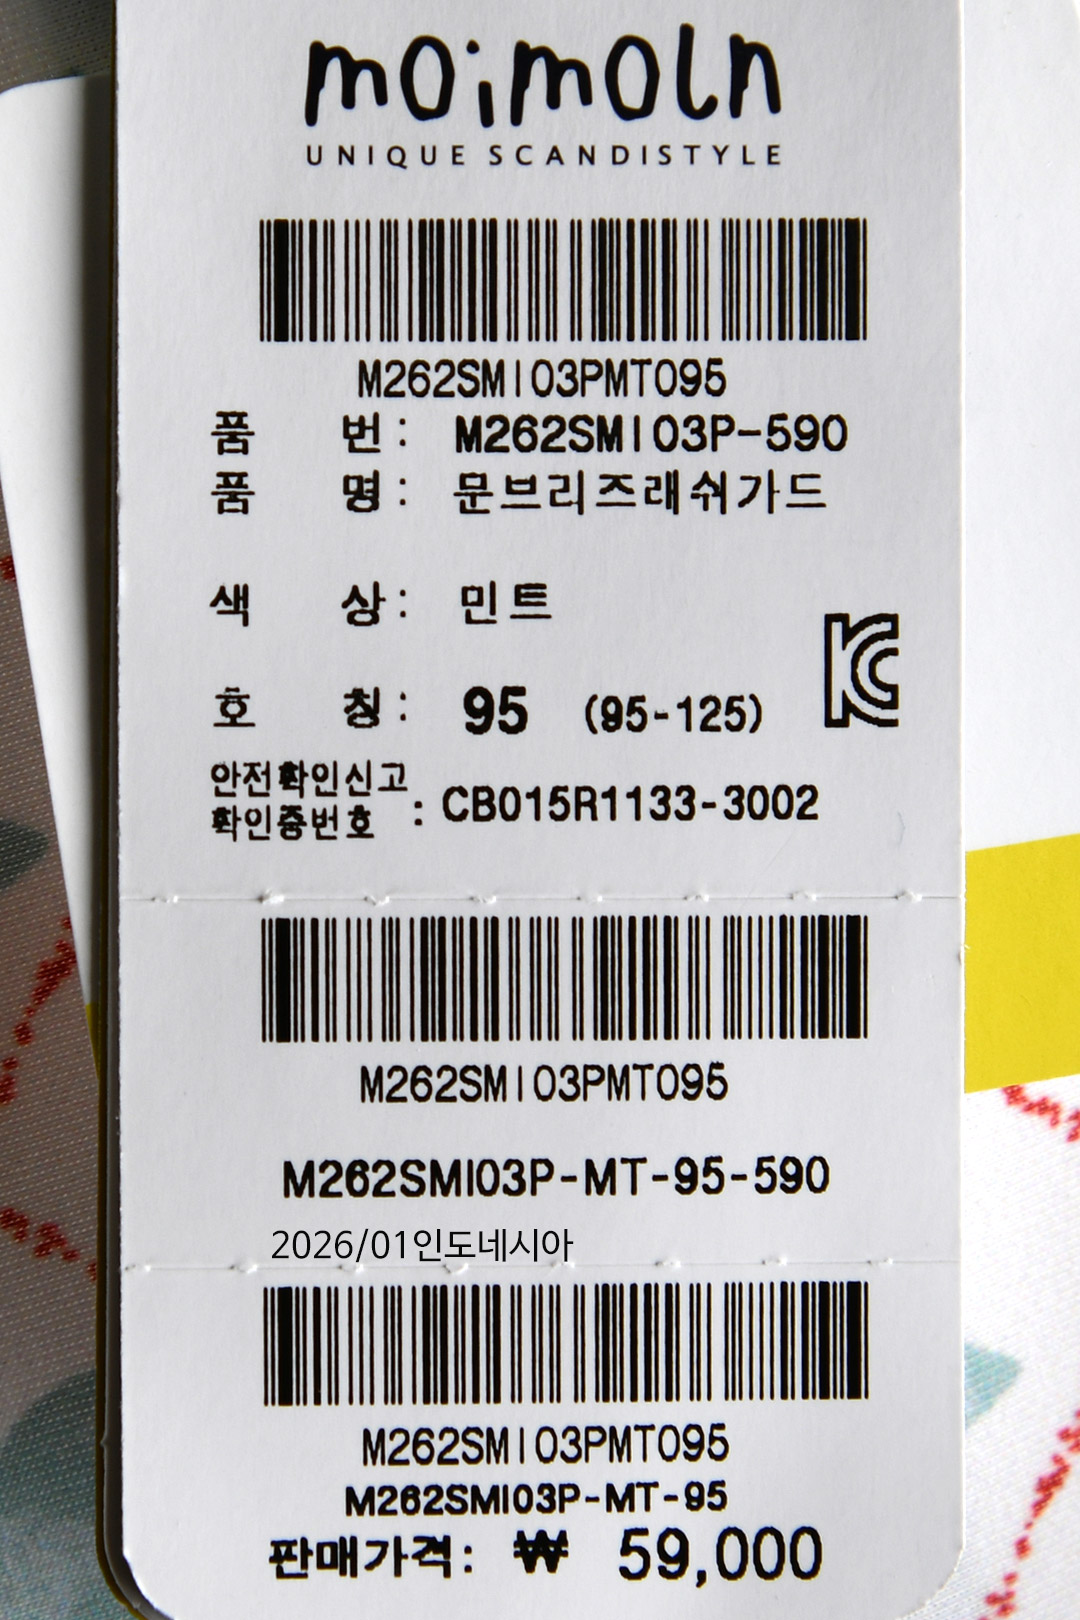 moimoln
UNIQUE SCANDISTYLE
M262SMI03PMT095
품 번: M262SMI03P-590
품 명: 문브리즈래쉬가드
색 상: 민트
호 칭: 95 (95-125)
안전확인신고
확인증번호 : CB015R1133-3002
M262SMI03PMT095
M262SMI03P-MT-95-590
2026/01인도네시아
M262SMI03PMT095
M262SMI03P-MT-95
판매가격: ₩ 59,000